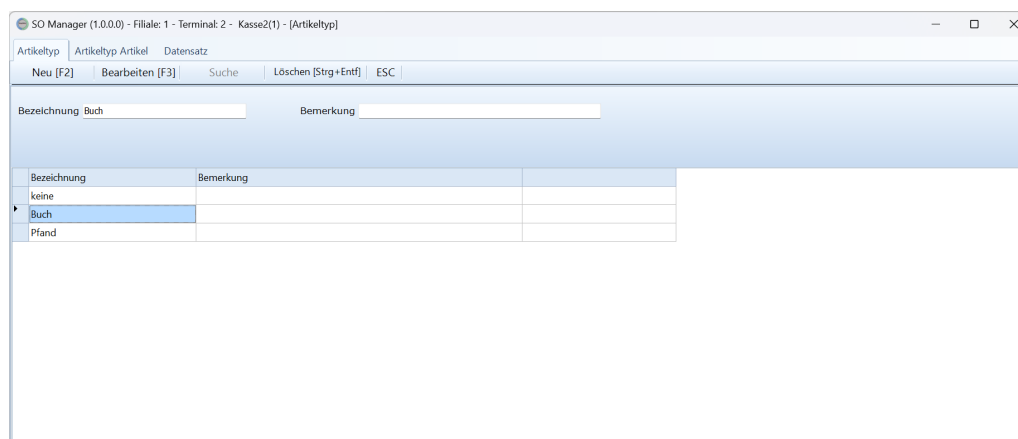 SO Manager (1.0.0.0) - Filiale: 1 - Terminal: 2 - Kasse2(1) - [Artikeltyp]
Artikeltyp Artikeltyp Artikel Datensatz
Neu [F2] Bearbeiten [F3] Suche Löschen [Strg+Entf] ESC
Bezeichnung Buch Bemerkung
Bezeichnung Bemerkung
keine
Buch
Pfand